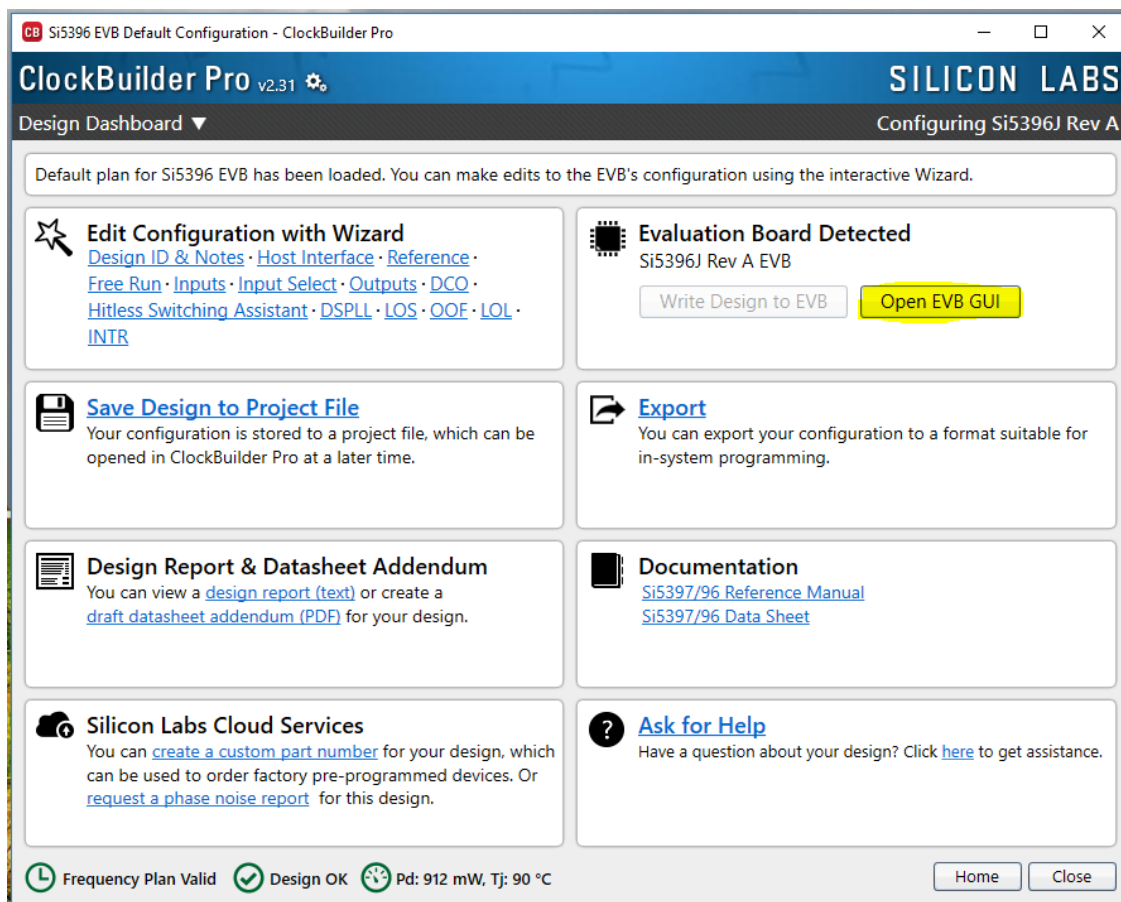 CB Si5396 EVB Default Configuration - ClockBuilder Pro
ClockBuilder Pro v2.31
SILICON LABS
Design Dashboard ▼
Configuring Si5396J Rev A
Default plan for Si5396 EVB has been loaded. You can make edits to the EVB's configuration using the interactive Wizard.
Edit Configuration with Wizard
Design ID & Notes · Host Interface · Reference ·
Free Run · Inputs · Input Select · Outputs · DCO ·
Hitless Switching Assistant · DSPLL · LOS · OOF · LOL ·
INTR
Evaluation Board Detected
Si5396J Rev A EVB
Write Design to EVB
Open EVB GUI
Save Design to Project File
Your configuration is stored to a project file, which can be
opened in ClockBuilder Pro at a later time.
Export
You can export your configuration to a format suitable for
in-system programming.
Design Report & Datasheet Addendum
You can view a design report (text) or create a
draft datasheet addendum (PDF) for your design.
Documentation
Si5397/96 Reference Manual
Si5397/96 Data Sheet
Silicon Labs Cloud Services
You can create a custom part number for your design, which
can be used to order factory pre-programmed devices. Or
request a phase noise report for this design.
?
Ask for Help
Have a question about your design? Click here to get assistance.
Frequency Plan Valid
Design OK
Pd: 912 mW, Tj: 90 °C
Home
Close